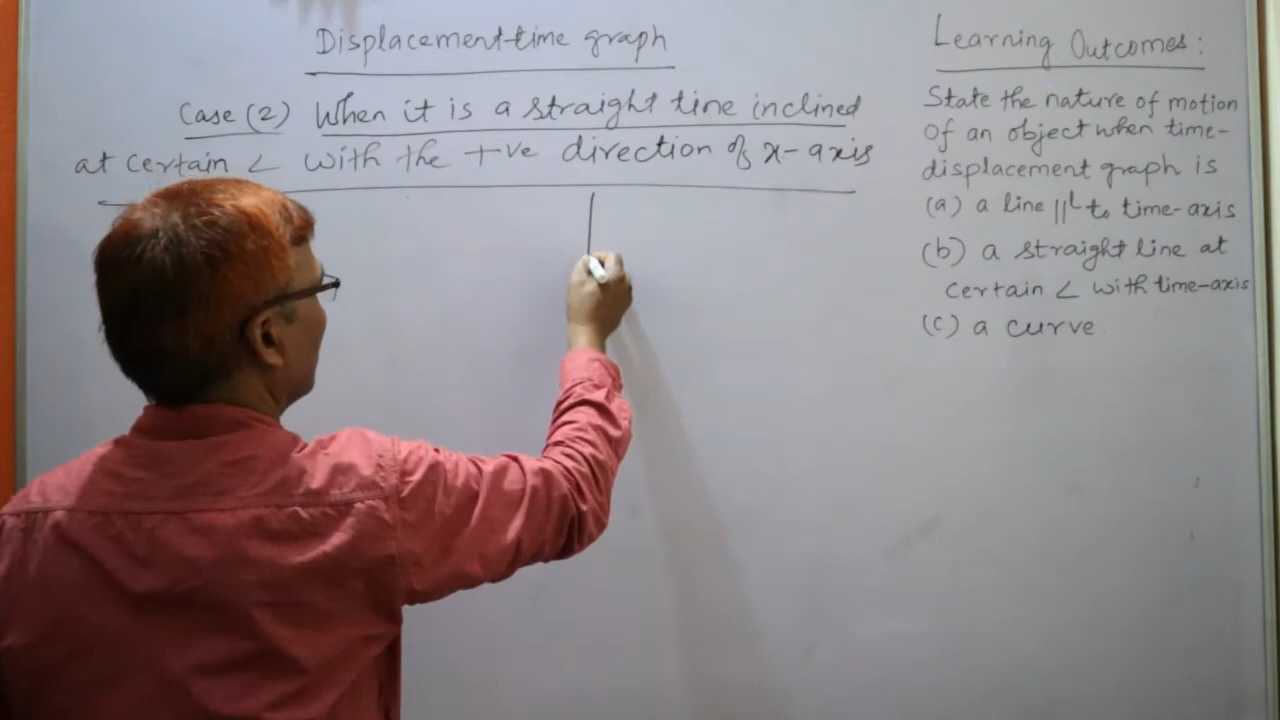 Displacement-time graph
Case (2) When it is a straight line inclined
at certain ∠ with the +ve direction of x-axis
Learning Outcomes:
State the nature of motion
of an object when time-
displacement graph is
(a) a line ||L to time-axis
(b) a straight line at
certain ∠ with time-axis
(c) a curve